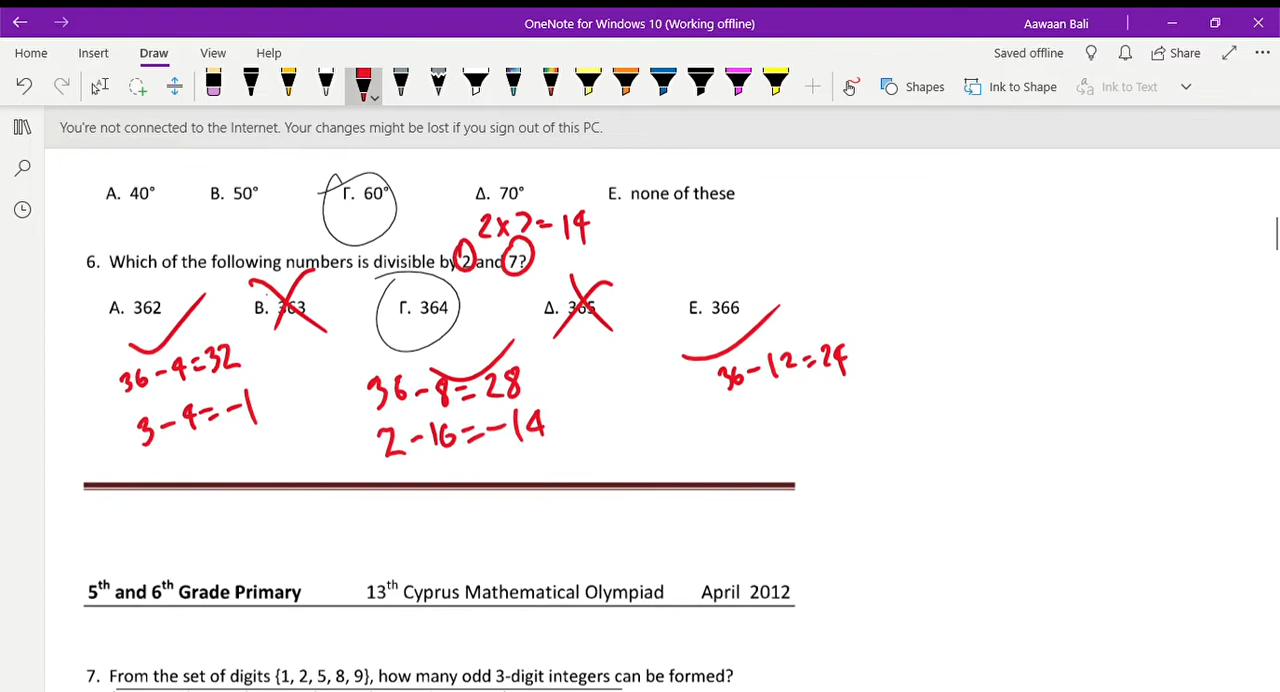 OneNote for Windows 10 (Working offline)
Aawaan Bali
Home Insert Draw View Help
Saved offline
Share
Shapes
Ink to Shape
Ink to Text
You're not connected to the Internet. Your changes might be lost if you sign out of this PC.
Α. 40° Β. 50° Γ. 60° Δ. 70° Ε. none of these
2x7=14
6. Which of the following numbers is divisible by 2 and 7?
Α. 362 Β. 363 Γ. 364 Δ. 365 Ε. 366
36-4=32
3-4=-1
36-8=28
2-16=-14
36-12=24
5th and 6th Grade Primary 13th Cyprus Mathematical Olympiad April 2012
7. From the set of digits {1, 2, 5, 8, 9}, how many odd 3-digit integers can be formed?